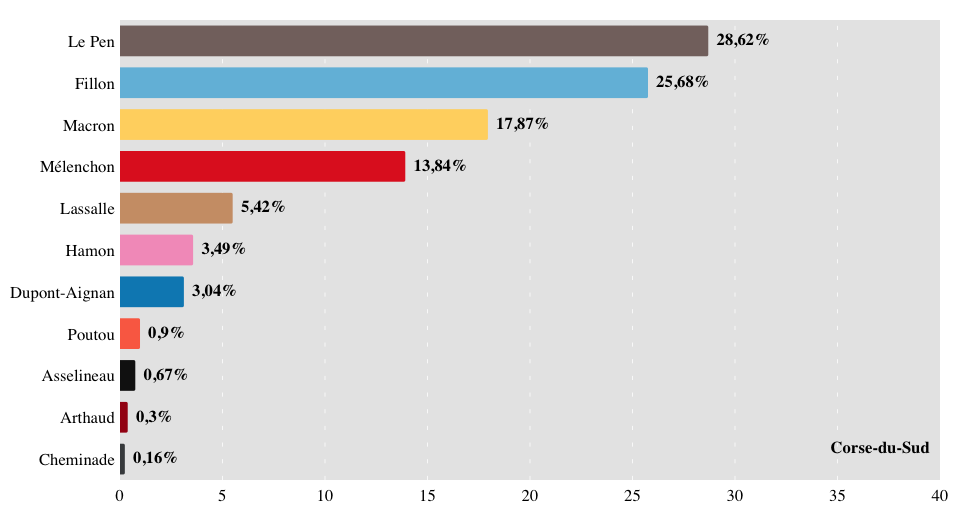 Le Pen 28,62%
Fillon 25,68%
Macron 17,87%
Mélenchon 13,84%
Lassalle 5,42%
Hamon 3,49%
Dupont-Aignan 3,04%
Poutou 0,9%
Asselineau 0,67%
Arthaud 0,3%
Corse-du-Sud
Cheminade 0,16%
0 5 10 15 20 25 30 35 40